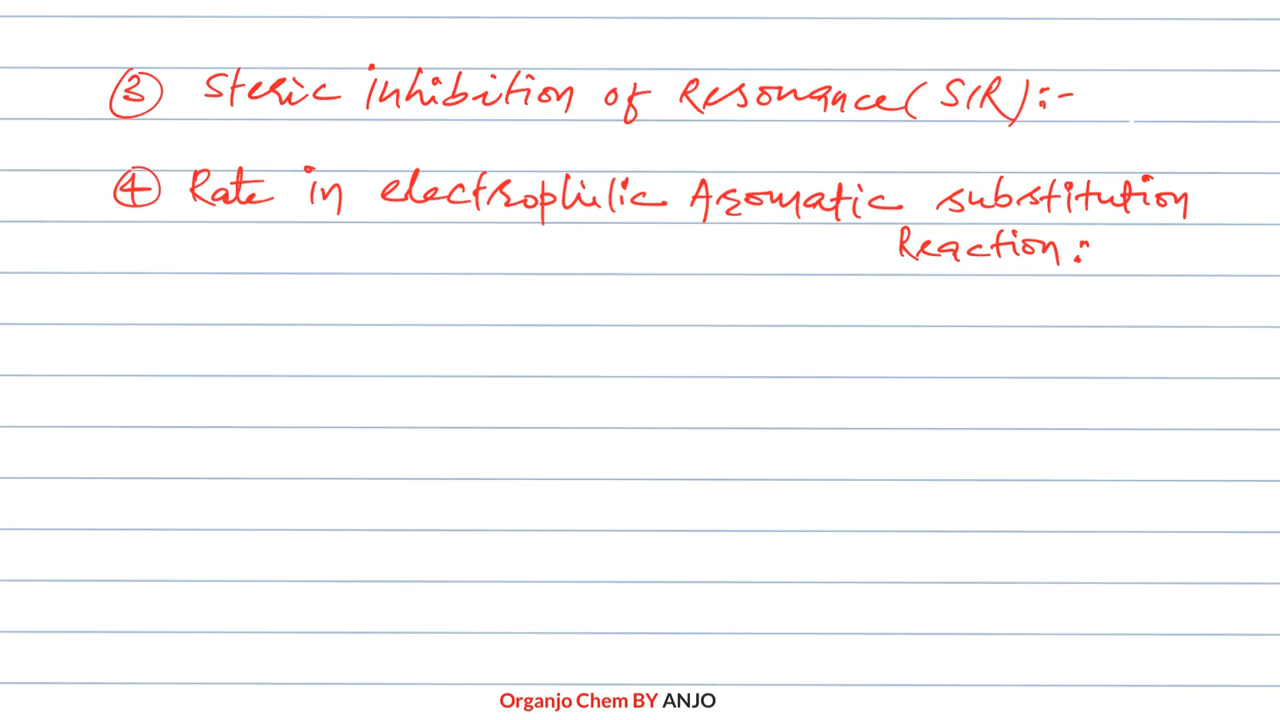 ③ Steric inhibition of Resonance (SIR):-
④ Rate in electrophilic Aromatic substitution
Reaction:
Organjo Chem BY ANJO